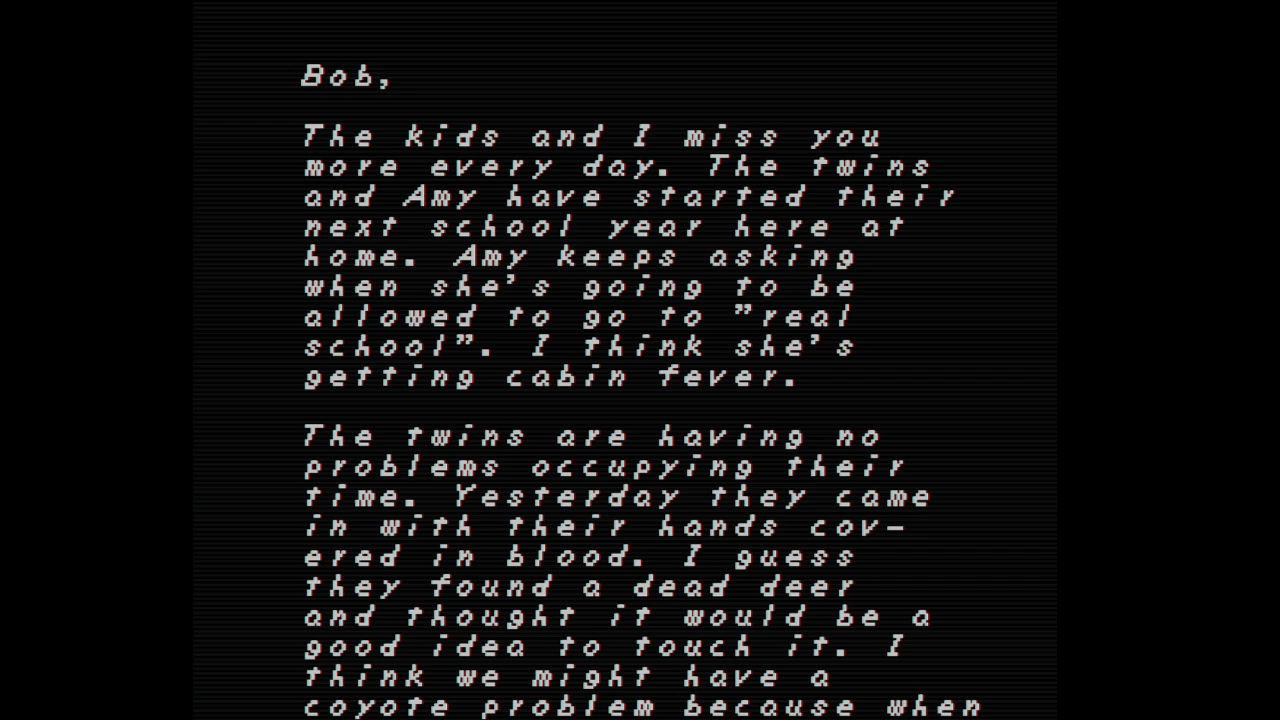 Bob,
The kids and I miss you
more every day. The twins
and Amy have started their
next school year here at
home. Amy keeps asking
when she's going to be
allowed to go to "real
school". I think she's
getting cabin fever.
The twins are having no
problems occupying their
time. Yesterday they came
in with their hands cov-
ered in blood. I guess
they found a dead deer
and thought it would be a
good idea to touch it. I
think we might have a
coyote problem because when